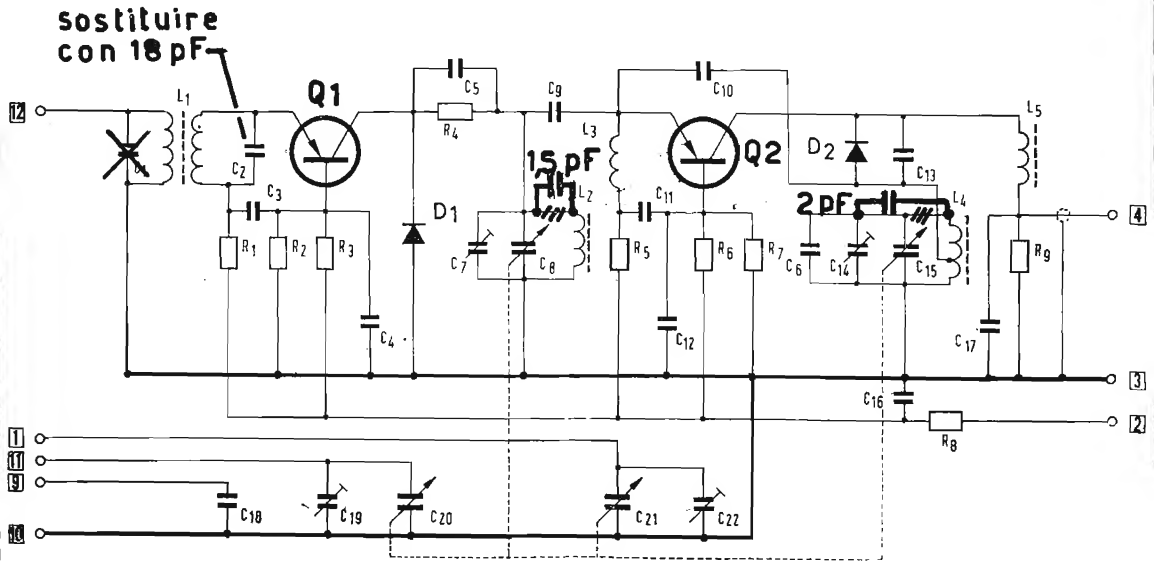 sostituire
con 18 pF
12
L1
C2
Q1
C5
R4
C9
C10
L3
Q2
D2
C13
L5
C3
R1
R2
R3
C4
D1
15 pF
L2
C7
C8
C11
R5
R6
R7
C12
2 pF
L4
C6
C14
C15
R9
C17
4
3
C16
R8
2
1
11
9
10
C18
C19
C20
C21
C22